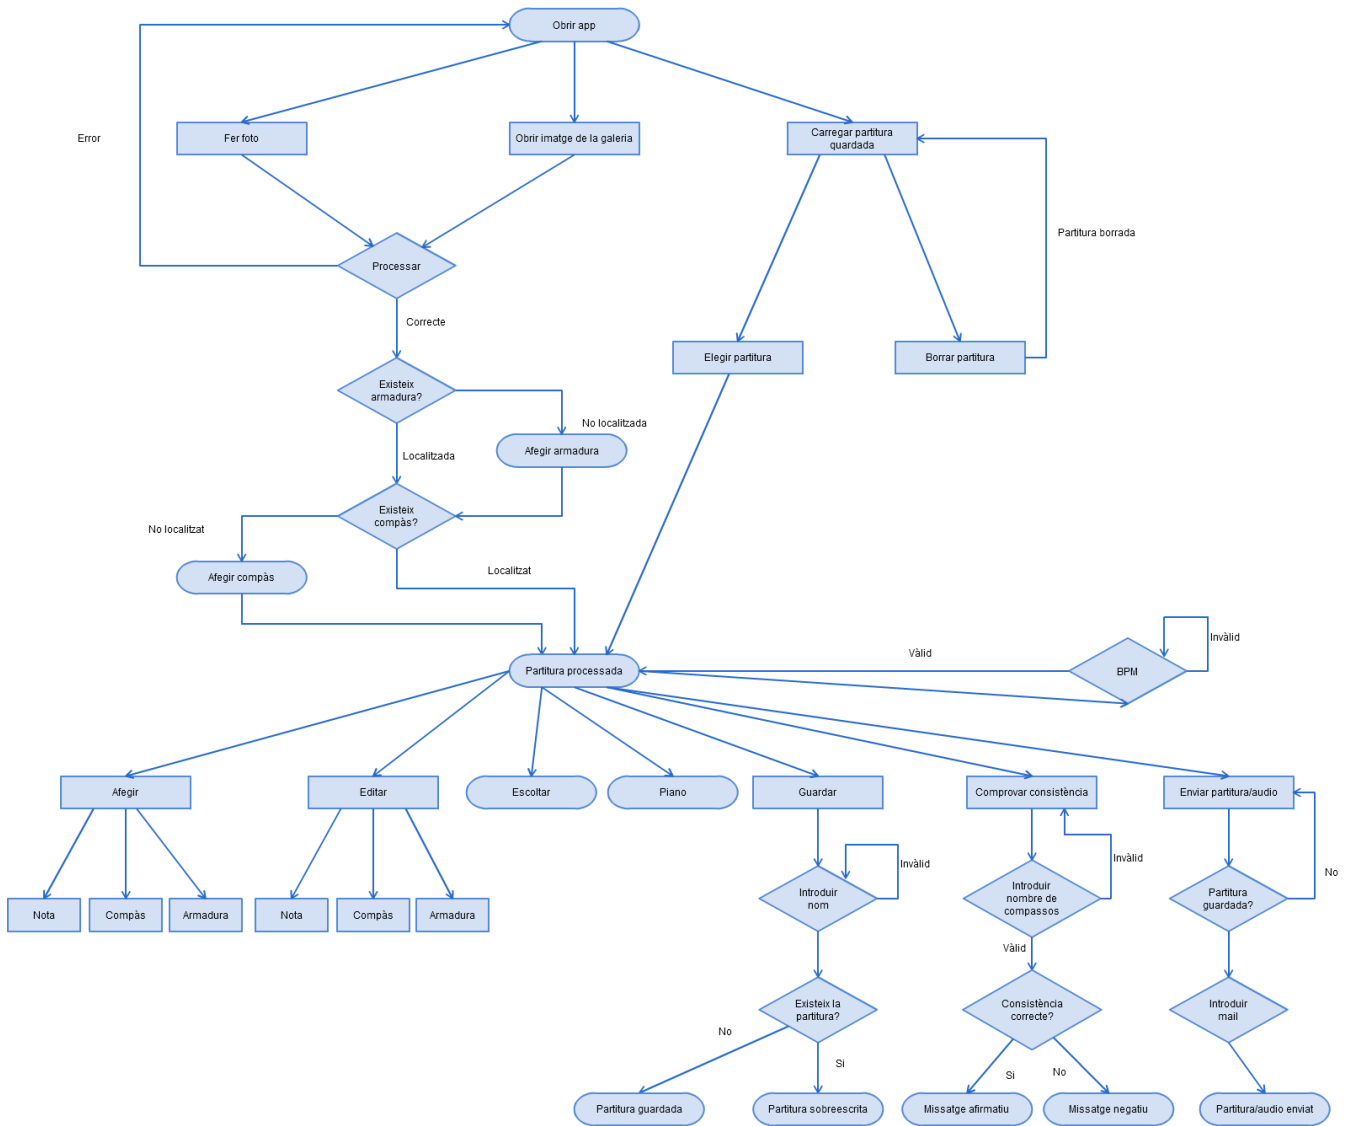 Obrir app
Error
Fer foto
Obrir imatge de la galeria
Carregar partitura
guardada
Partitura borrada
Processar
Correcte
Elegir partitura
Borrar partitura
Existeix
armadura?
No localitzada
Localitzada
Afegir armadura
Existeix
compàs?
No localitzat
Localitzat
Afegir compàs
Invàlid
Vàlid
BPM
Partitura processada
Afegir
Editar
Escoltar
Piano
Guardar
Comprovar consistència
Enviar partitura/audio
Invàlid
Invàlid
No
Nota
Compàs
Armadura
Nota
Compàs
Armadura
Introduir
nom
Introduir
nombre de
compassos
Partitura
guardada?
Vàlid
Existeix la
partitura?
Consistència
correcte?
Introduir
mail
No
Si
Si
No
Partitura guardada
Partitura sobreescrita
Missatge afirmatiu
Missatge negatiu
Partitura/audio enviat